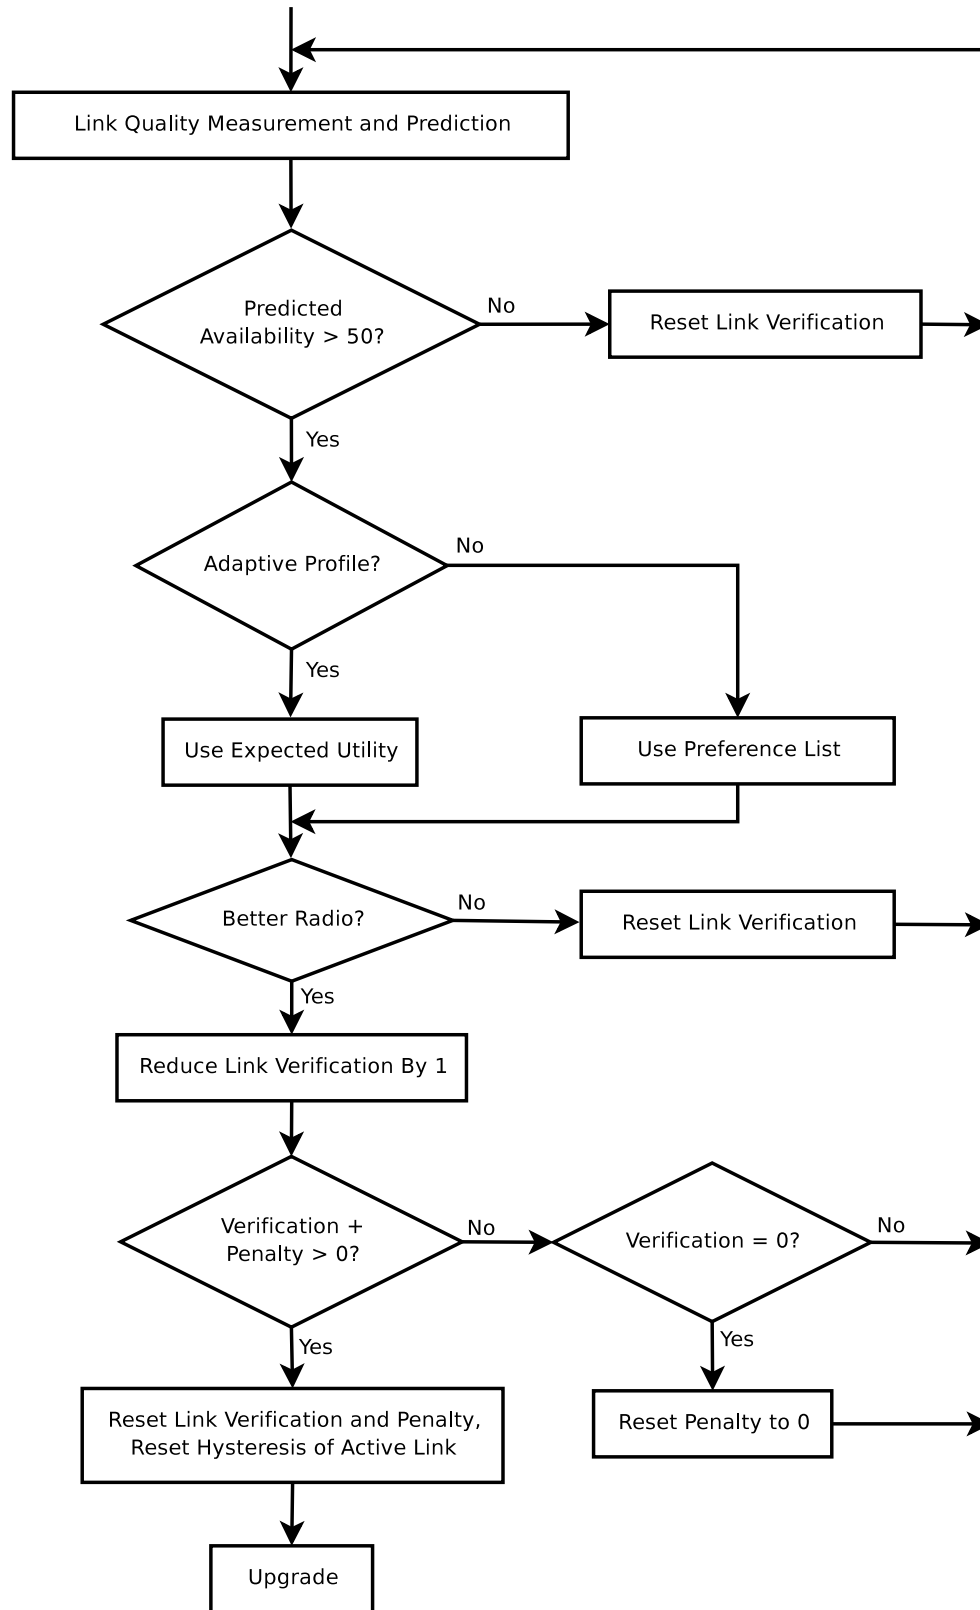 Link Quality Measurement and Prediction
Predicted
Availability > 50?
No
Reset Link Verification
Yes
Adaptive Profile?
No
Yes
Use Expected Utility
Use Preference List
Better Radio?
No
Reset Link Verification
Yes
Reduce Link Verification By 1
Verification +
Penalty > 0?
No
Verification = 0?
No
Yes
Yes
Reset Link Verification and Penalty,
Reset Hysteresis of Active Link
Reset Penalty to 0
Upgrade